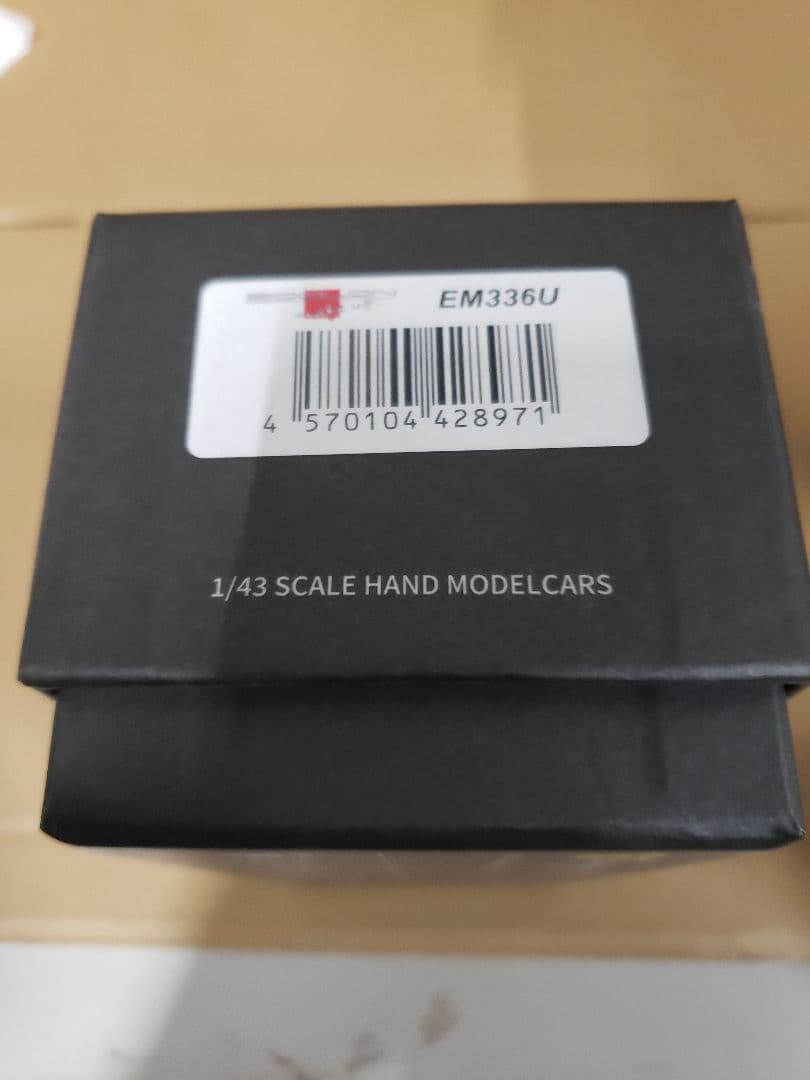 EM336U
4 570104 428971
1/43 SCALE HAND MODELCARS